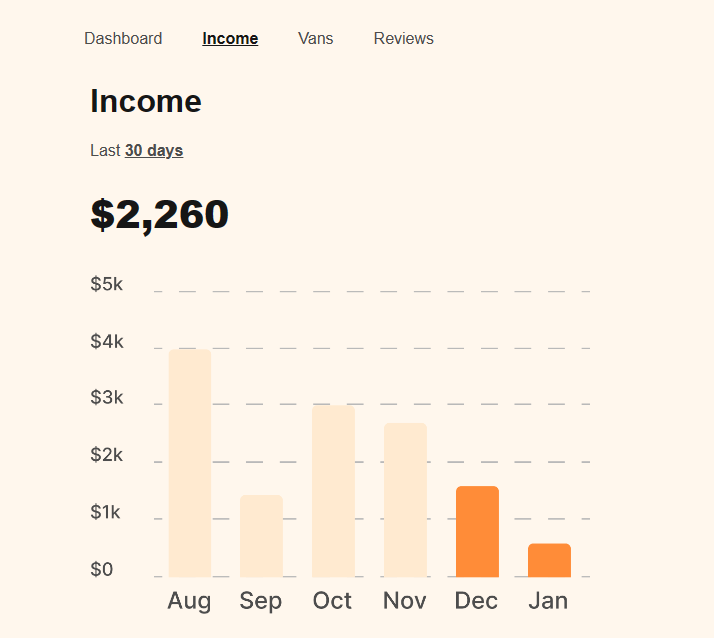 Dashboard Income Vans Reviews
Income
Last 30 days
$2,260
$5k
$4k
$3k
$2k
$1k
$0
Aug Sep Oct Nov Dec Jan